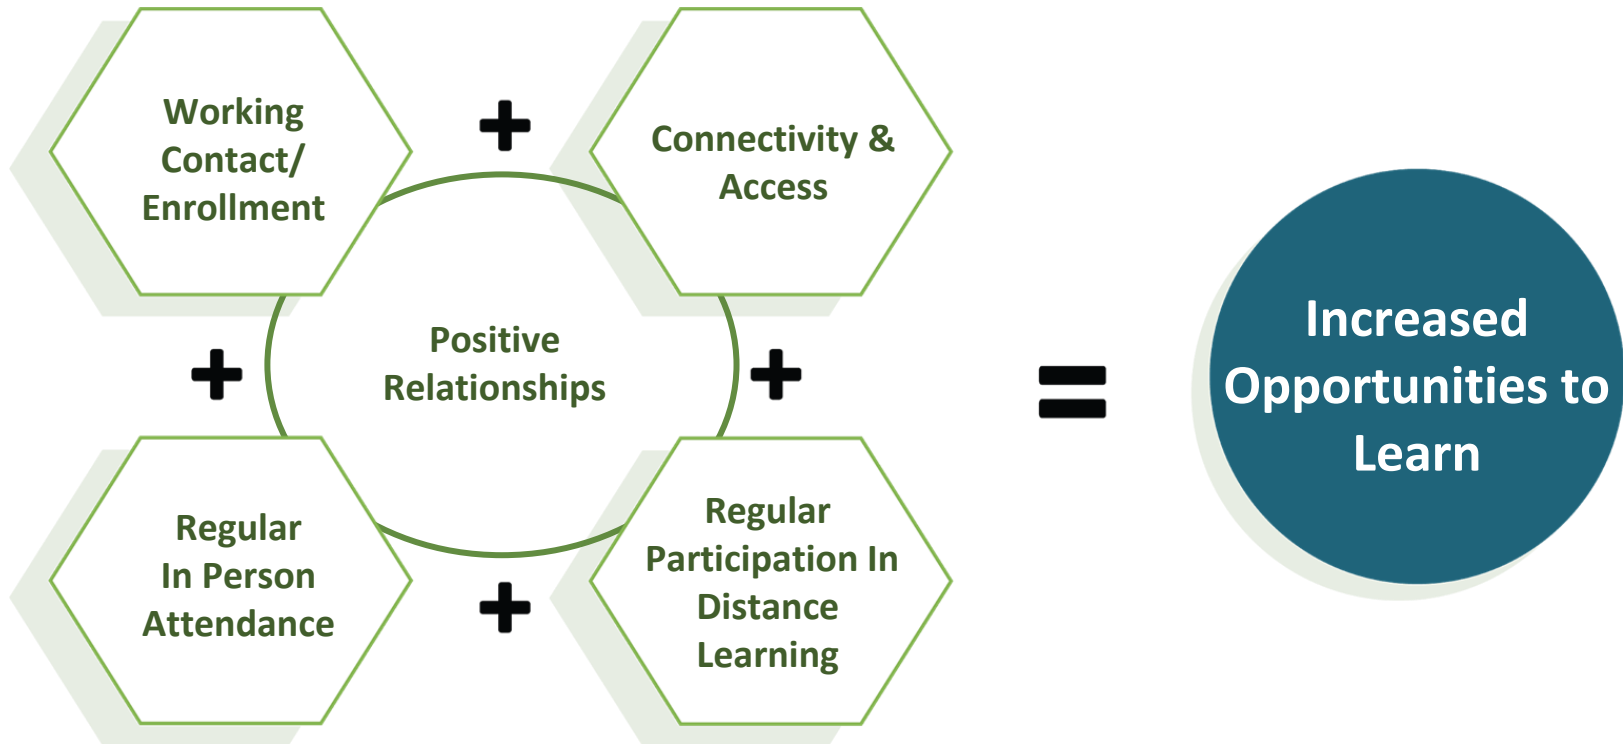 Working
Contact/
Enrollment
+
Connectivity &
Access
+
Positive
Relationships
+
Regular
In Person
Attendance
+
Regular
Participation In
Distance
Learning
=
Increased
Opportunities to
Learn